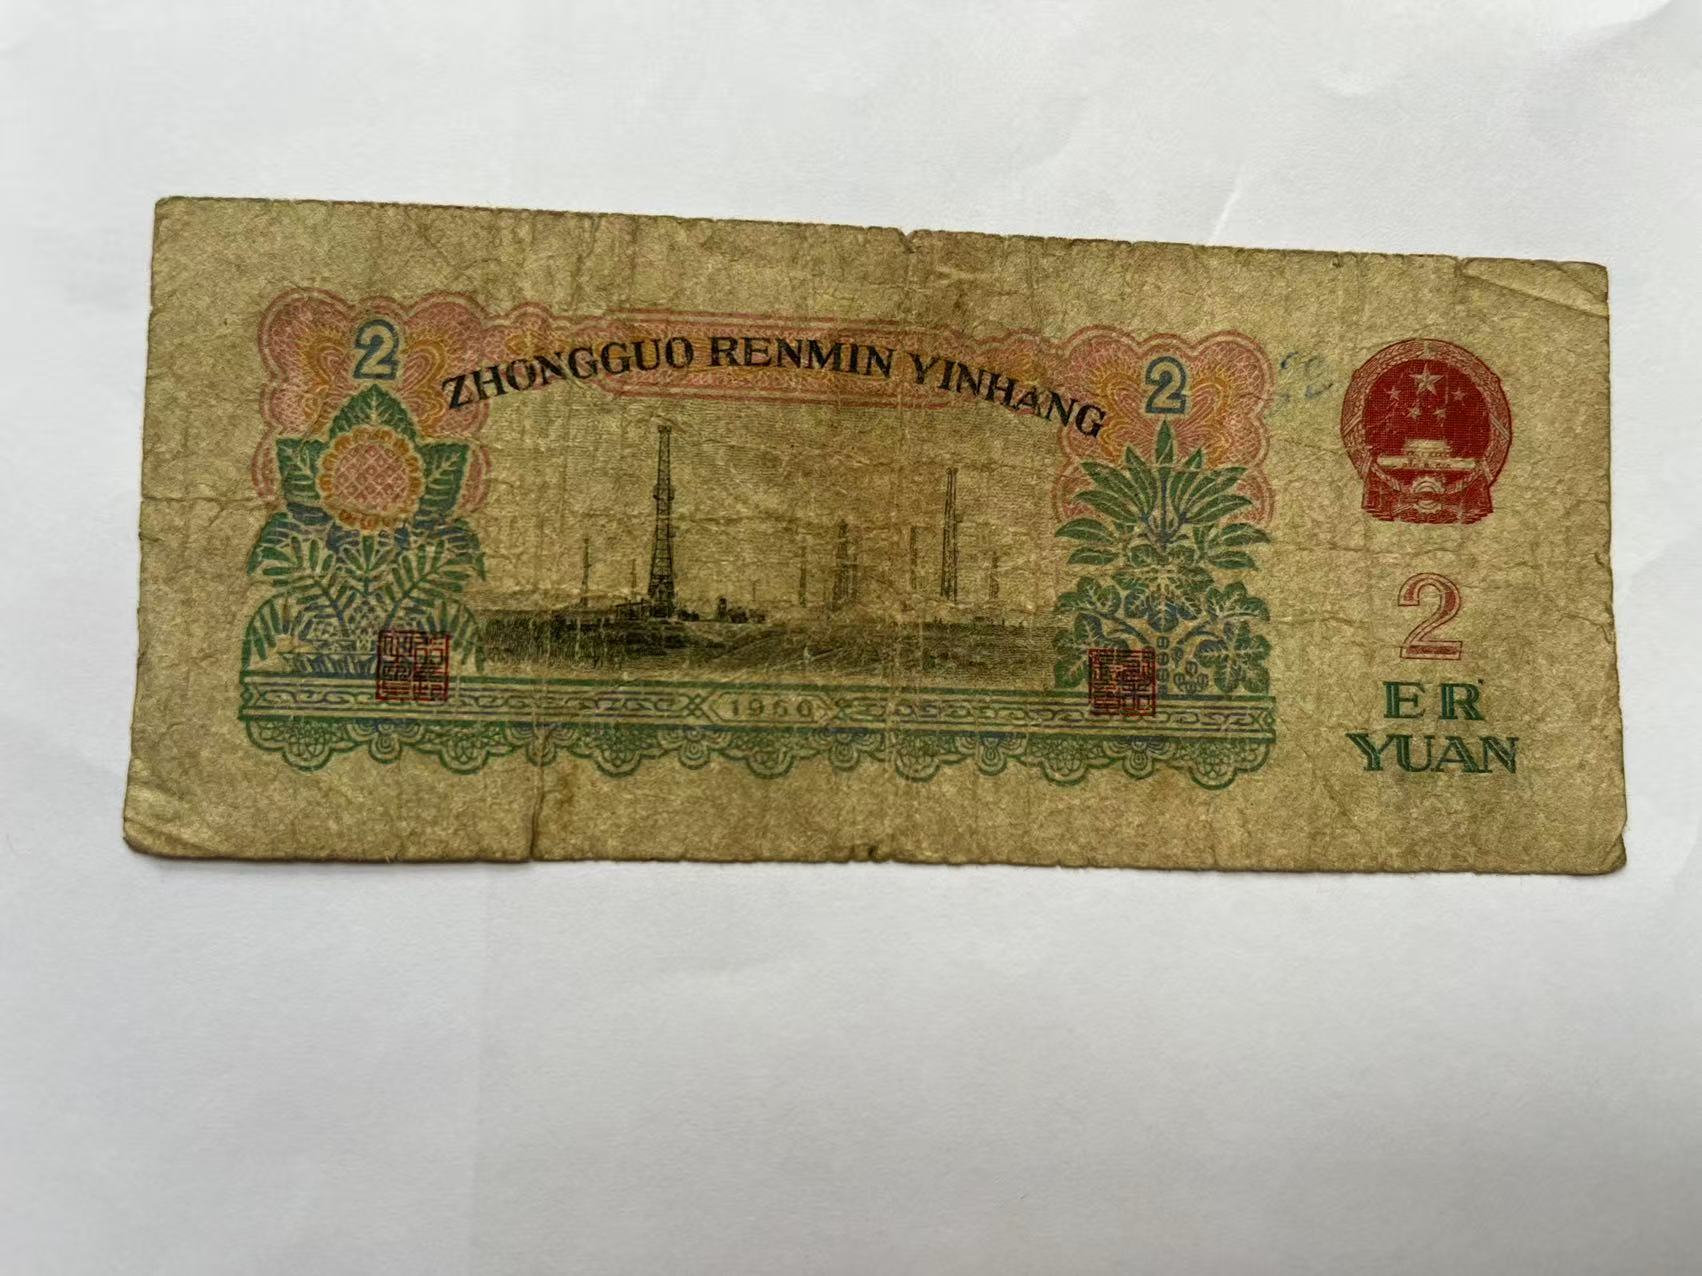 2
ZHONGGUO RENMIN YINHANG
2
1960
2
ER
YUAN